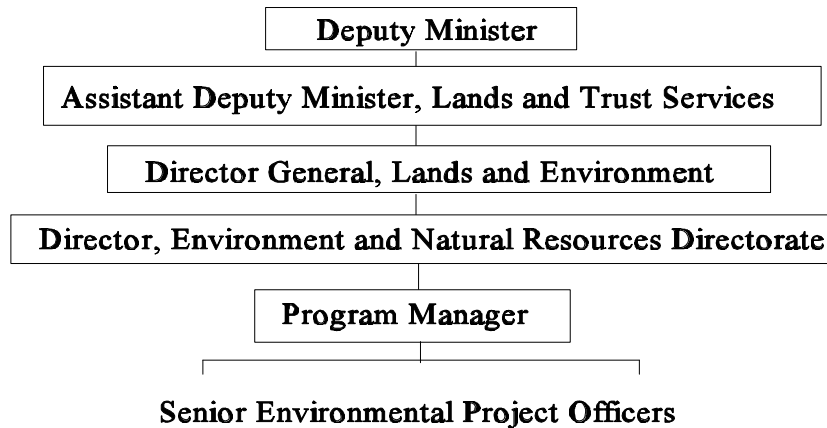 Deputy Minister
Assistant Deputy Minister, Lands and Trust Services
Director General, Lands and Environment
Director, Environment and Natural Resources Directorate
Program Manager
Senior Environmental Project Officers